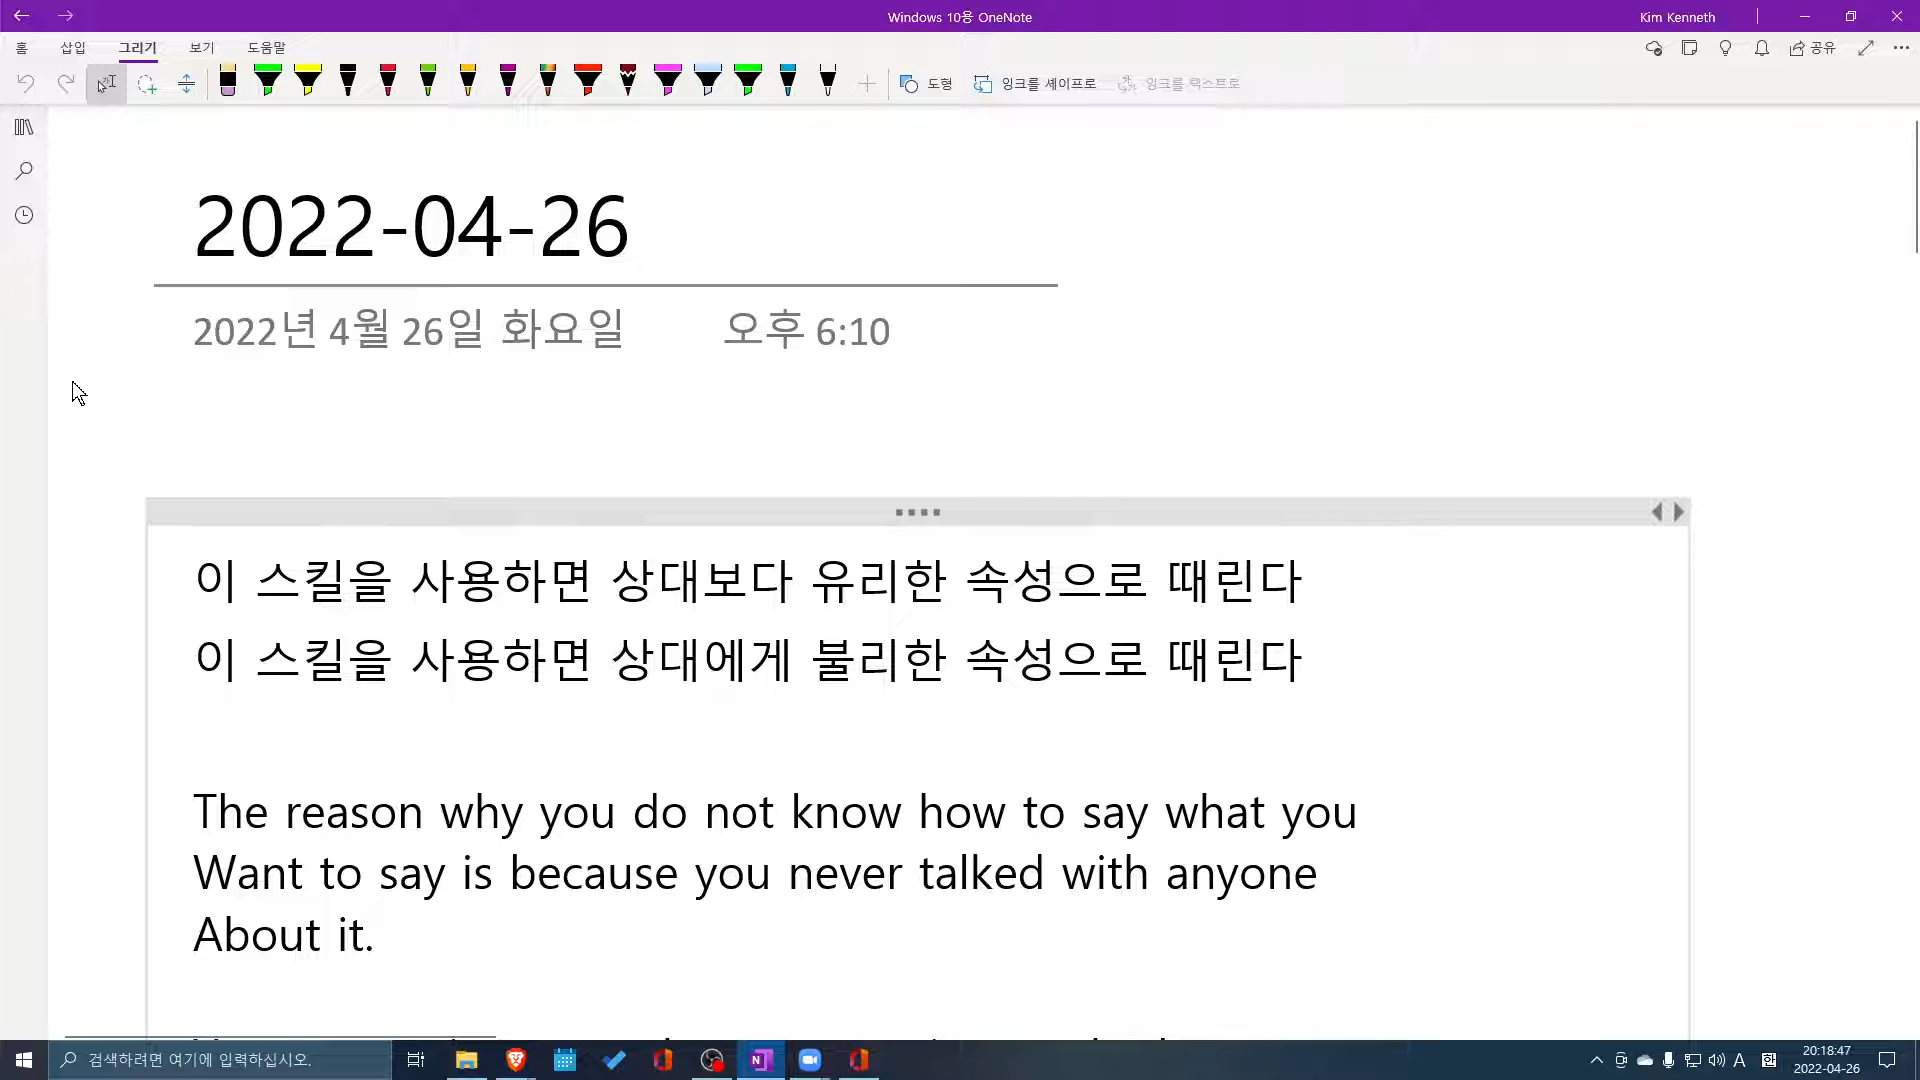 Windows 10용 OneNote
Kim Kenneth
홈 삽입 그리기 보기 도움말
공유
도형 잉크를 셰이프로 잉크를 텍스트로
2022-04-26
2022년 4월 26일 화요일 오후 6:10
이 스킬을 사용하면 상대보다 유리한 속성으로 때린다
이 스킬을 사용하면 상대에게 불리한 속성으로 때린다
The reason why you do not know how to say what you
Want to say is because you never talked with anyone
About it.
검색하려면 여기에 입력하십시오.
A 한
20:18:47
2022-04-26